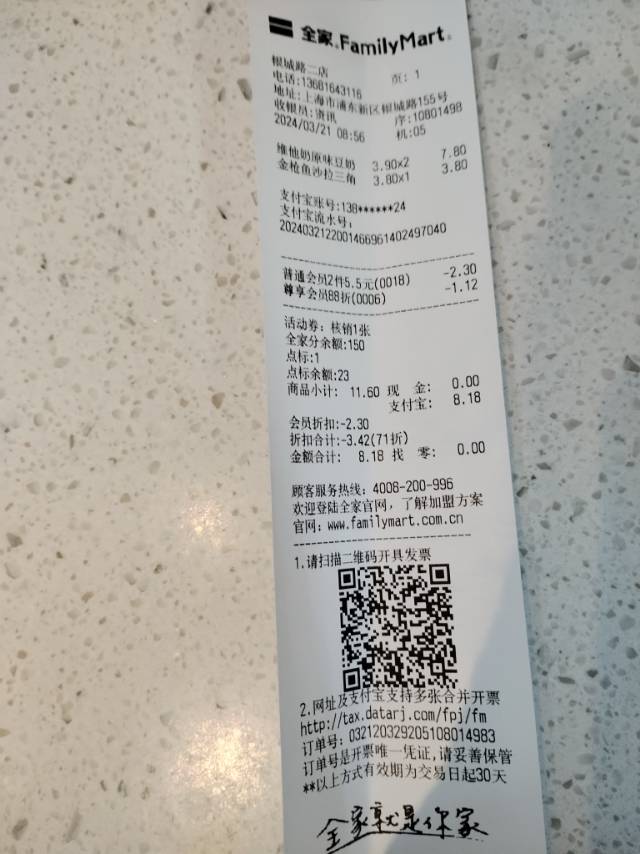 全家 FamilyMart
银城路二店 页: 1
电话:13681643116
地址:上海市浦东新区银城路155号
收银员:资讯 序:10801498
2024/03/21 08:56 机:05
维他奶原味豆奶 3.90x2 7.80
金枪鱼沙拉三角 3.80x1 3.80
支付宝账号:138******24
支付宝流水号:
2024032122001466961402497040
普通会员2件5.5元(0018) -2.30
尊享会员88折(0006) -1.12
活动券: 核销1张
全家分余额:150
点标:1
点标余额:23
商品小计: 11.60 现 金: 0.00
支付宝: 8.18
会员折扣:-2.30
折扣合计:-3.42(71折)
金额合计: 8.18 找 零: 0.00
顾客服务热线: 4008-200-996
欢迎登陆全家官网,了解加盟方案
官网: www.familymart.com.cn
1.请扫描二维码开具发票
2.网址及支付宝支持多张合并开票
http://tax.datarj.com/fpj/fm
订单号: 03212032920510801498​3
订单号是开票唯一凭证,请妥善保管
**以上方式有效期为交易日起30天
全家就是你家